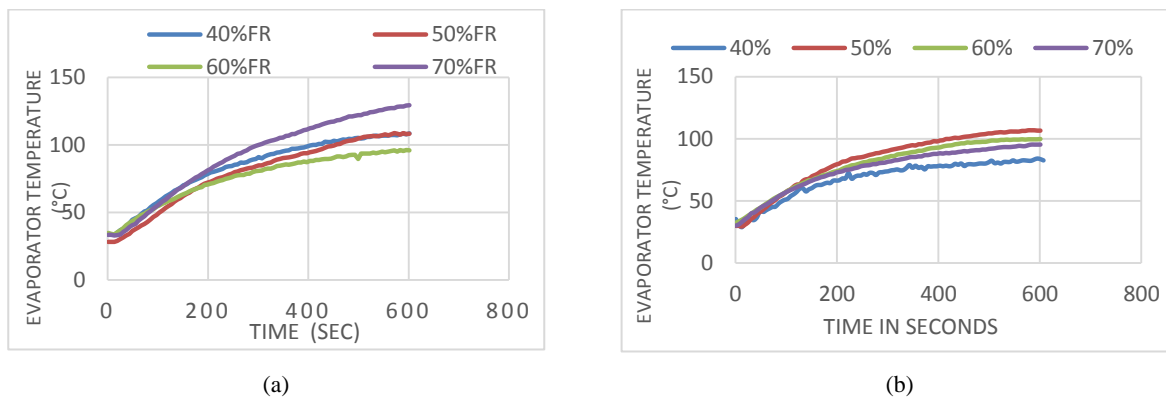 40%FR 50%FR
60%FR 70%FR
150
100
50
0
0 200 400 600 800
EVAPORATOR TEMPERATURE
(°C)
TIME (SEC)
(a)
40% 50% 60% 70%
150
100
50
0
0 200 400 600 800
EVAPORATOR TEMPERATURE
(°C)
TIME IN SECONDS
(b)